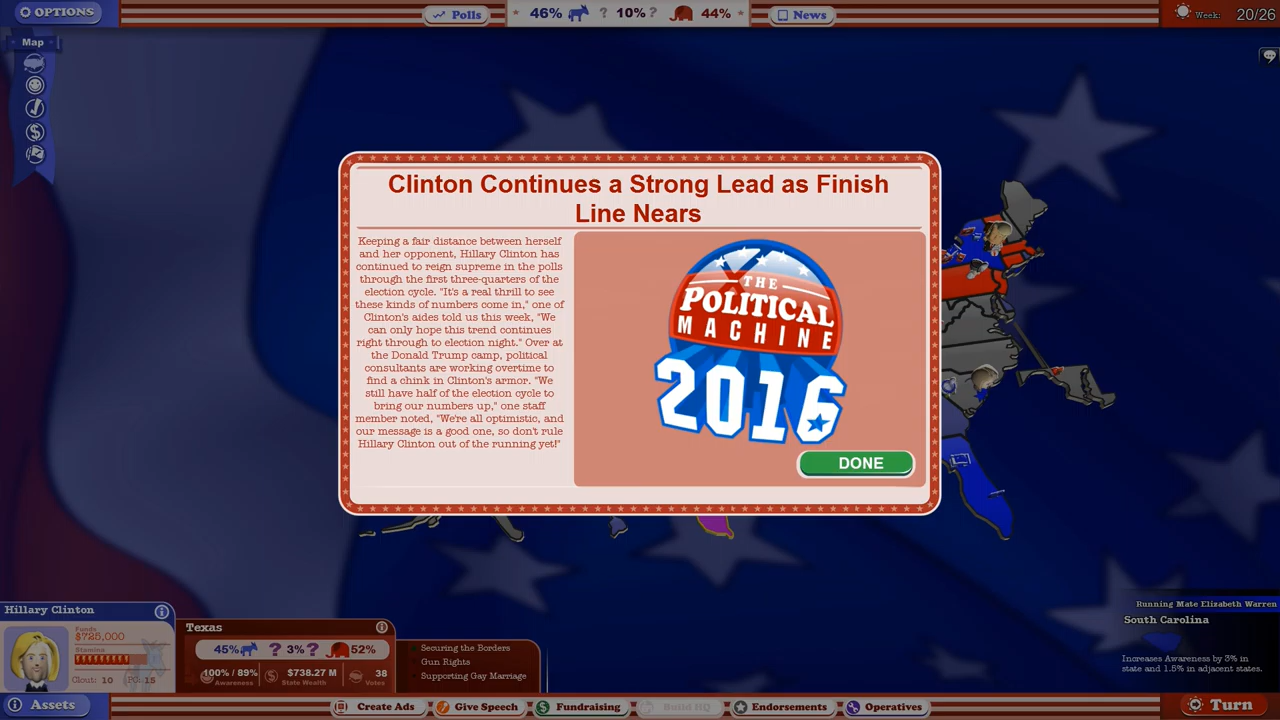 OPTIONS
Polls
46% ? 10% ? 44%
News
Week: 20/26
Map
Clinton Continues a Strong Lead as Finish
Line Nears
Keeping a fair distance between herself
and her opponent, Hillary Clinton has
continued to reign supreme in the polls
through the first three-quarters of the
election cycle. "It's a real thrill to see
these kinds of numbers come in," one of
Clinton's aides told us this week, "We
can only hope this trend continues
right through to election night." Over at
the Donald Trump camp, political
consultants are working overtime to
find a chink in Clinton's armor. "We
still have half of the election cycle to
bring our numbers up," one staff
member noted, "We're all optimistic, and
our message is a good one, so don't rule
Hillary Clinton out of the running yet!"
THE
POLITICAL
MACHINE
2016
DONE
Hillary Clinton
Funds
$725,000
Stamina
Clout: 10 PC: 15
Texas
45% ? 3% ? 52%
100% / 89% $738.27 M 38
Awareness State Wealth Votes
Securing the Borders
Gun Rights
Supporting Gay Marriage
Running Mate Elizabeth Warren
South Carolina
Increases Awareness by 3% in
state and 1.5% in adjacent states.
Assets
Create Ads
Give Speech
Fundraising
Build HQ
Endorsements
Operatives
Turn